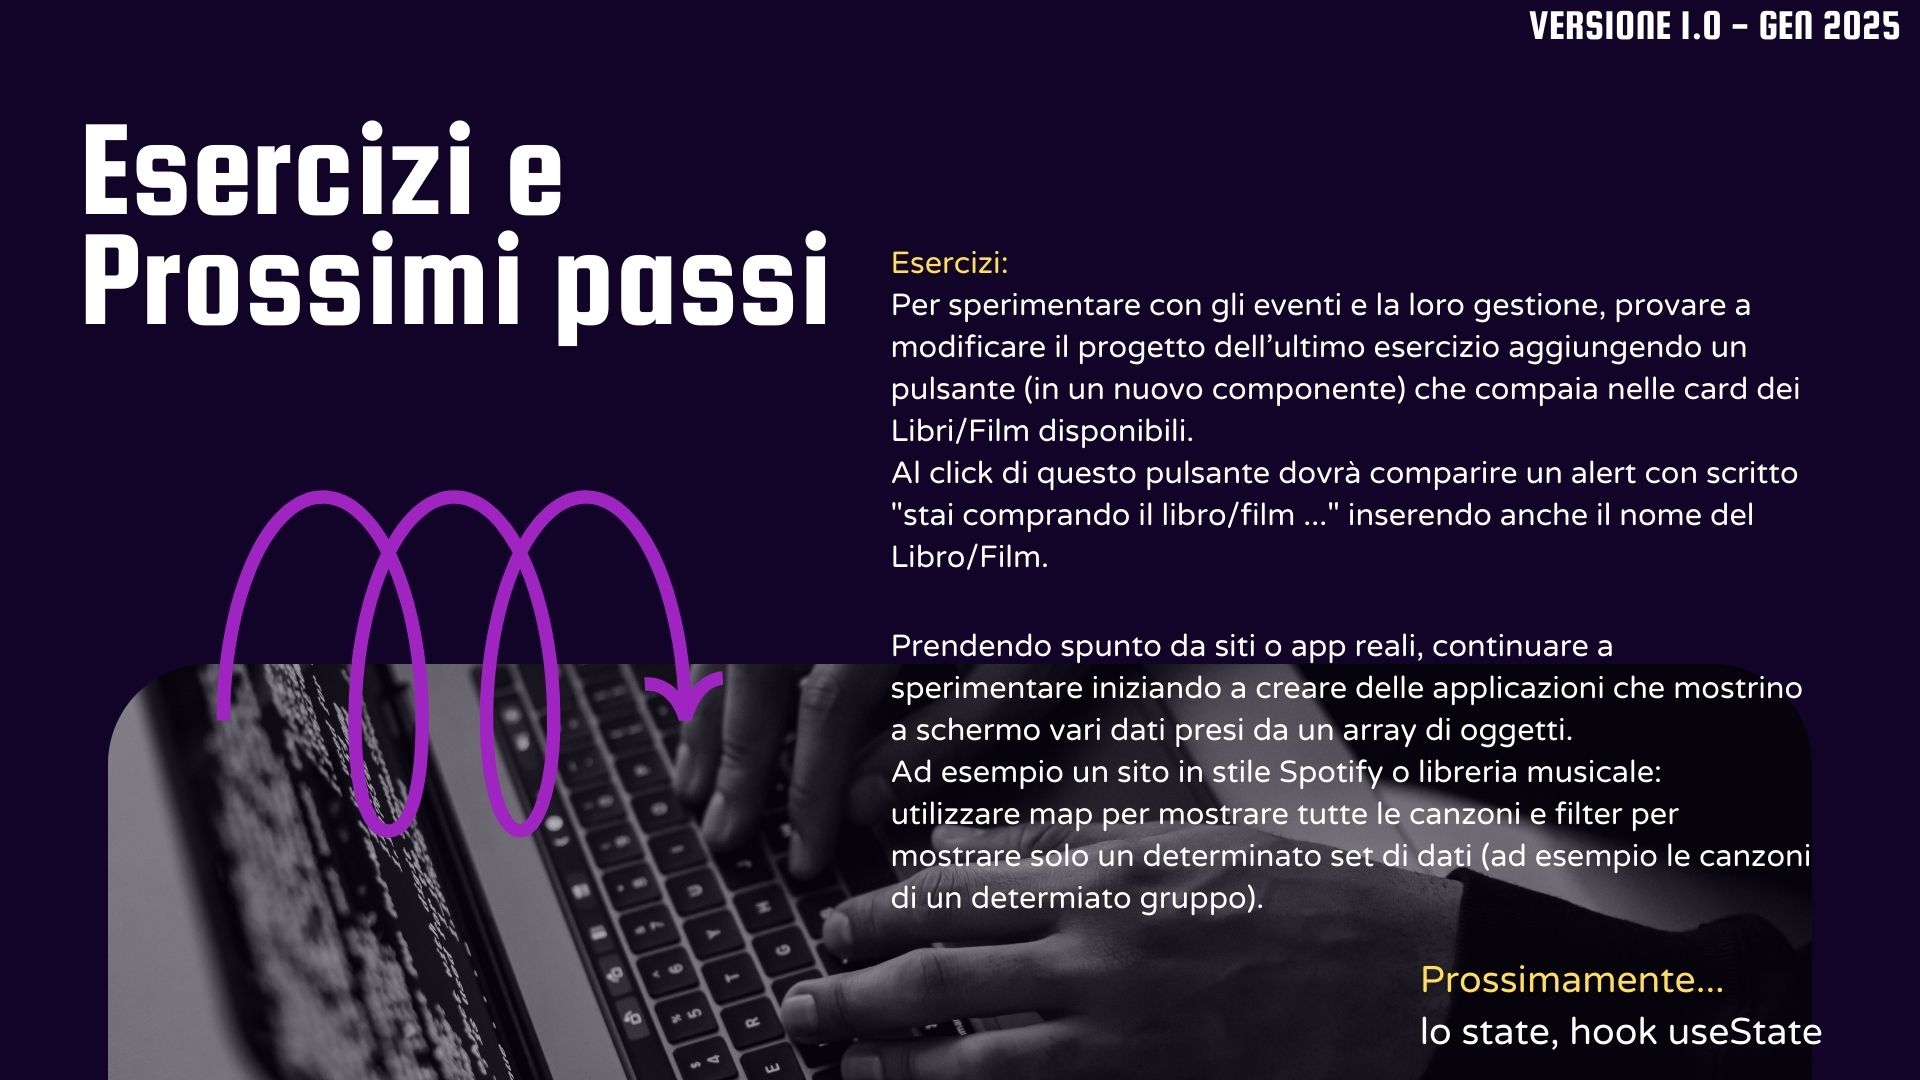 VERSIONE 1.0 - GEN 2025
Esercizi e
Prossimi passi
Esercizi:
Per sperimentare con gli eventi e la loro gestione, provare a
modificare il progetto dell’ultimo esercizio aggiungendo un
pulsante (in un nuovo componente) che compaia nelle card dei
Libri/Film disponibili.
Al click di questo pulsante dovrà comparire un alert con scritto
"stai comprando il libro/film ..." inserendo anche il nome del
Libro/Film.
Prendendo spunto da siti o app reali, continuare a
sperimentare iniziando a creare delle applicazioni che mostrino
a schermo vari dati presi da un array di oggetti.
Ad esempio un sito in stile Spotify o libreria musicale:
utilizzare map per mostrare tutte le canzoni e filter per
mostrare solo un determinato set di dati (ad esempio le canzoni
di un determiato gruppo).
Prossimamente...
lo state, hook useState